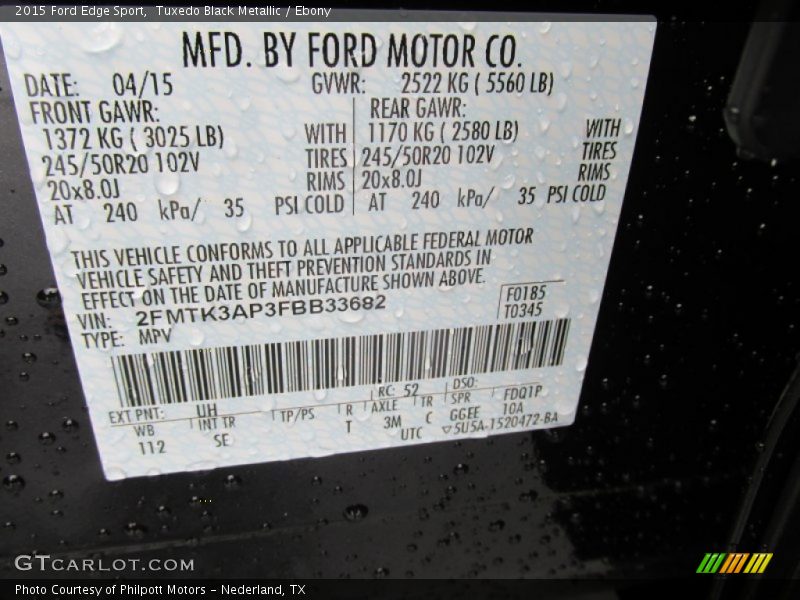 2015 Ford Edge Sport,  Tuxedo Black Metallic / Ebony
MFD. BY FORD MOTOR CO.
DATE: 04/15 GVWR: 2522 KG ( 5560 LB)
FRONT GAWR: REAR GAWR:
1372 KG ( 3025 LB) WITH 1170 KG ( 2580 LB) WITH
245/50R20 102V TIRES 245/50R20 102V TIRES
20x8.0J RIMS 20x8.0J RIMS
AT 240 kPa/ 35 PSI COLD AT 240 kPa/ 35 PSI COLD
THIS VEHICLE CONFORMS TO ALL APPLICABLE FEDERAL MOTOR
VEHICLE SAFETY AND THEFT PREVENTION STANDARDS IN
EFFECT ON THE DATE OF MANUFACTURE SHOWN ABOVE.
VIN: 2FMTK3AP3FBB33682 F01B5
TYPE: MPV T0345
RC: 52 DSO:
EXT PNT: UH FDQ1P
WB INT TR TP/PS R AXLE TR SPR 10A
112 SE T 3M C GGEE
UTC ▽5U5A-1520472-BA
GTCARLOT.COM
Photo Courtesy of Philpott Motors - Nederland, TX